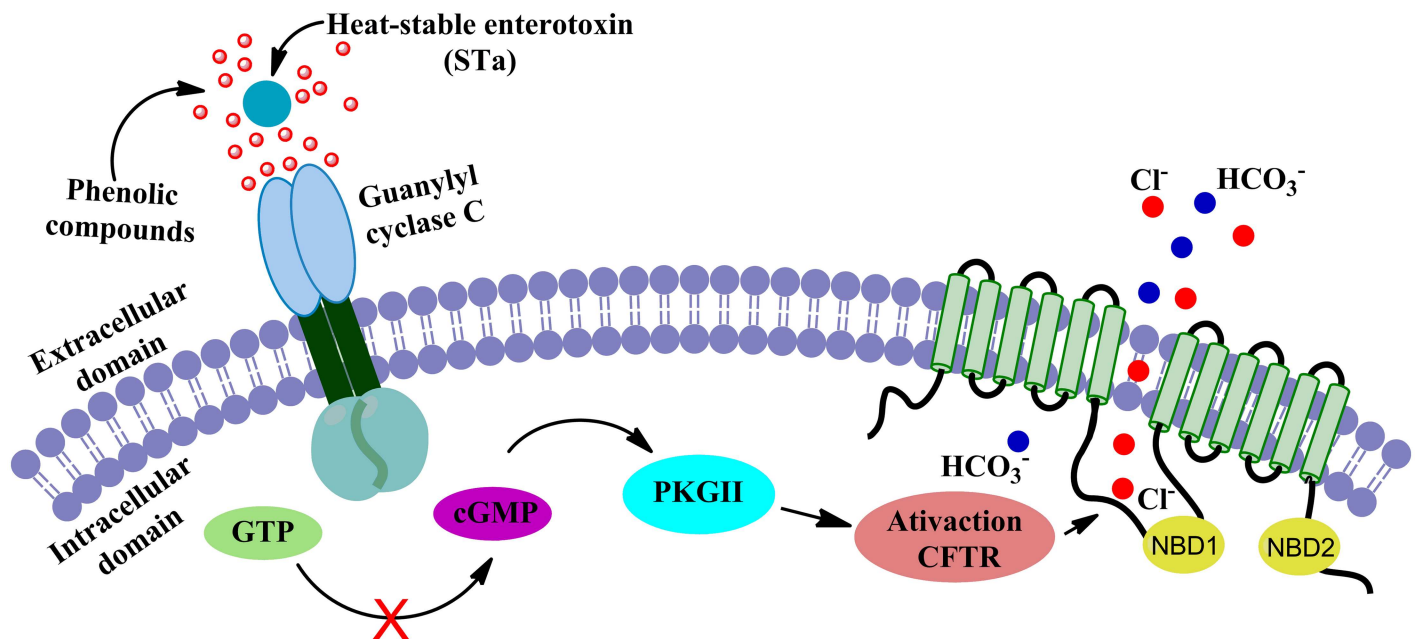 Heat-stable enterotoxin
(STa)
Phenolic
compounds
Guanylyl
cyclase C
Extracellular
domain
Intracellular
domain
GTP
X
cGMP
PKGII
Ativaction
CFTR
HCO₃⁻
Cl⁻
Cl⁻
HCO₃⁻
NBD1
NBD2